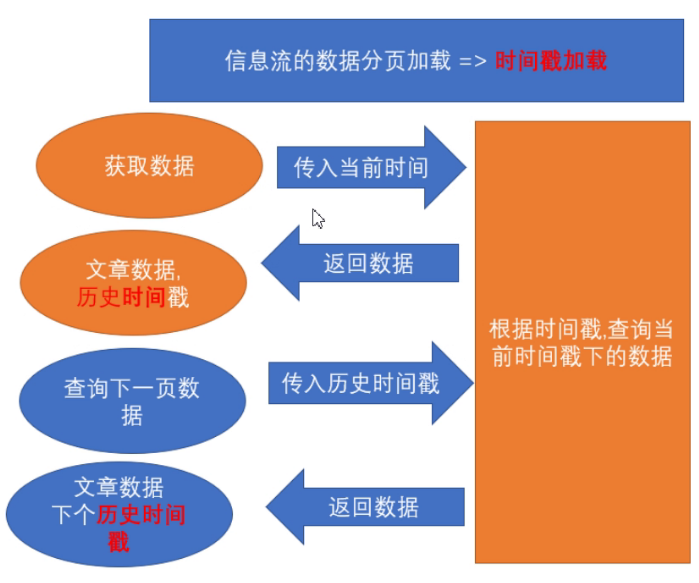 信息流的数据分页加载 => 时间戳加载
获取数据
传入当前时间
返回数据
文章数据,
历史时间戳
根据时间戳,查询当
前时间戳下的数据
查询下一页数
据
传入历史时间戳
文章数据
下个历史时间
戳
返回数据